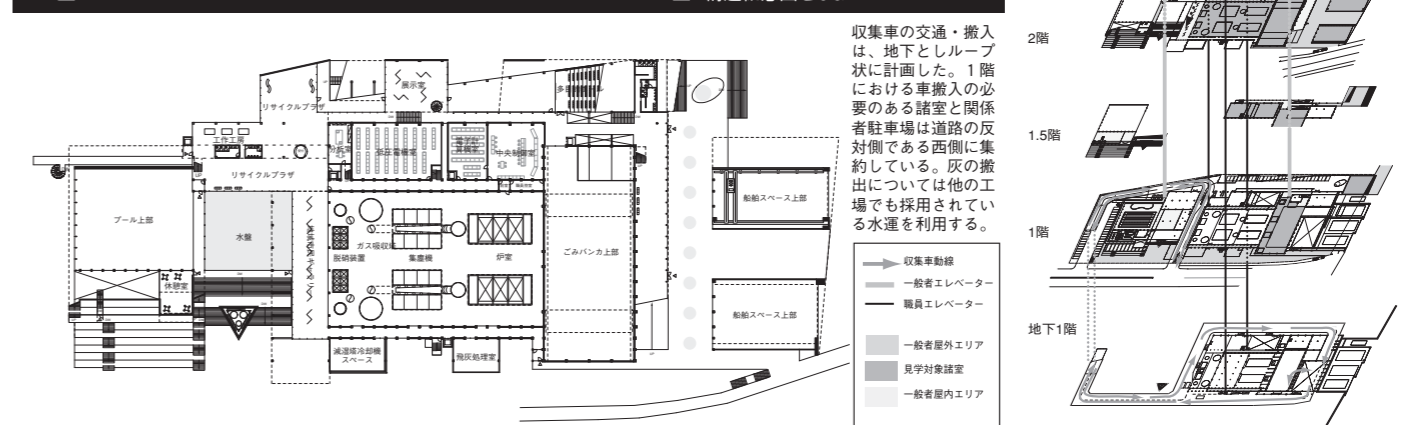 収集車の交通・搬入
は、地下としループ
状に計画した。1階
における車搬入の必
要のある諸室と関係
者駐車場は道路の反
対側である西側に集
約している。灰の搬
出については他の工
場でも採用されてい
る水運を利用する。
収集車動線
一般者エレベーター
職員エレベーター
一般者屋外エリア
見学対象諸室
一般者屋内エリア
2階
1.5階
1階
地下1階
展示室
リサイクルプラザ
工作工房
低圧電機室
中央制御室
リサイクルプラザ
プール上部
水盤
休憩室
ガス吸収塔
脱硝装置
集塵機
炉室
ごみバンカ上部
船舶スペース上部
船舶スペース上部
減湿塔冷却機
スペース
飛灰処理室